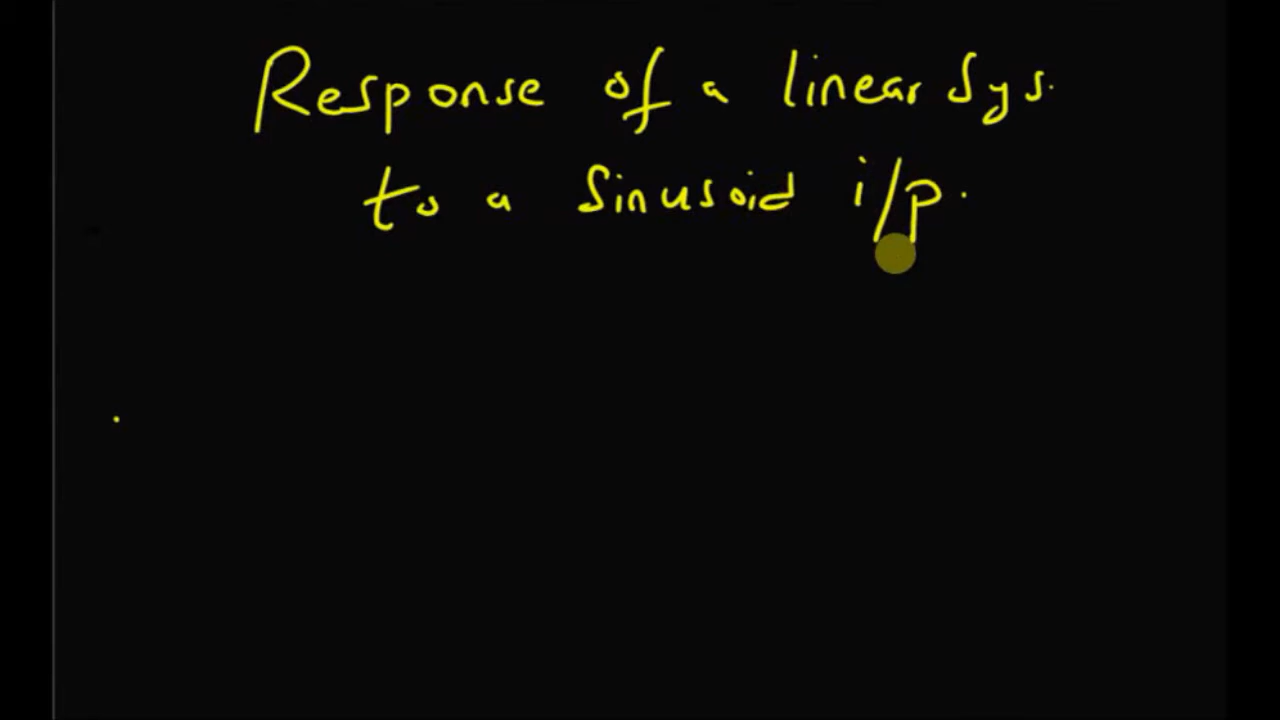 Response of a linear Sys.
to a Sinusoid i/p.